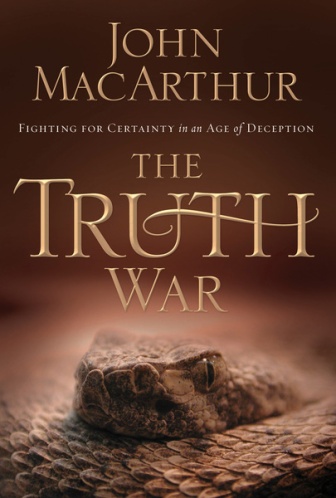 JOHN
MACARTHUR
FIGHTING FOR CERTAINTY in an AGE of DECEPTION
THE
TRUTH
WAR